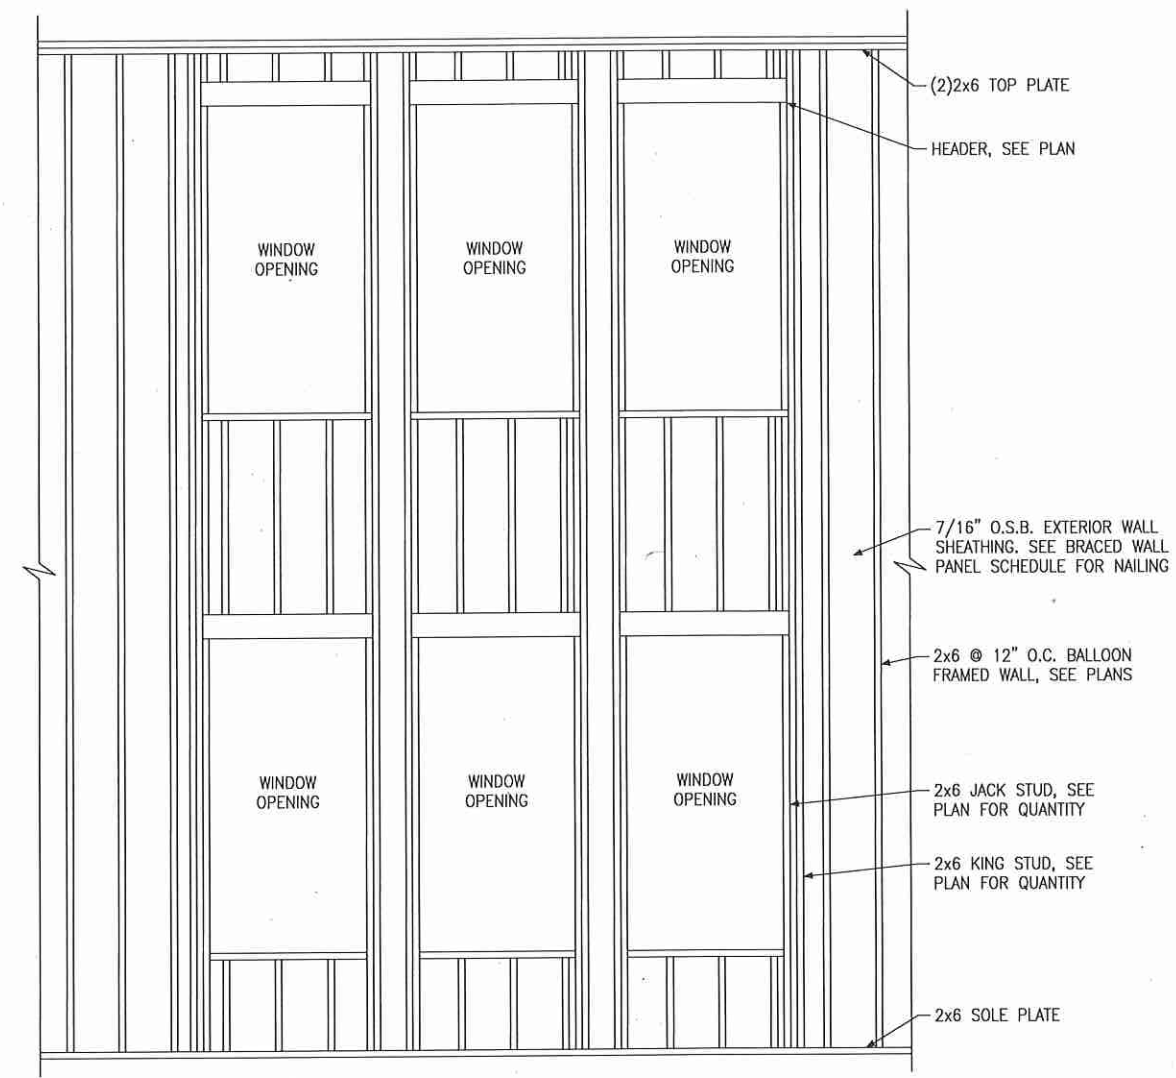 (2)2x6 TOP PLATE
HEADER, SEE PLAN
WINDOW
OPENING
WINDOW
OPENING
WINDOW
OPENING
7/16" O.S.B. EXTERIOR WALL
SHEATHING. SEE BRACED WALL
PANEL SCHEDULE FOR NAILING
2x6 @ 12" O.C. BALLOON
FRAMED WALL, SEE PLANS
WINDOW
OPENING
WINDOW
OPENING
WINDOW
OPENING
2x6 JACK STUD, SEE
PLAN FOR QUANTITY
2x6 KING STUD, SEE
PLAN FOR QUANTITY
2x6 SOLE PLATE